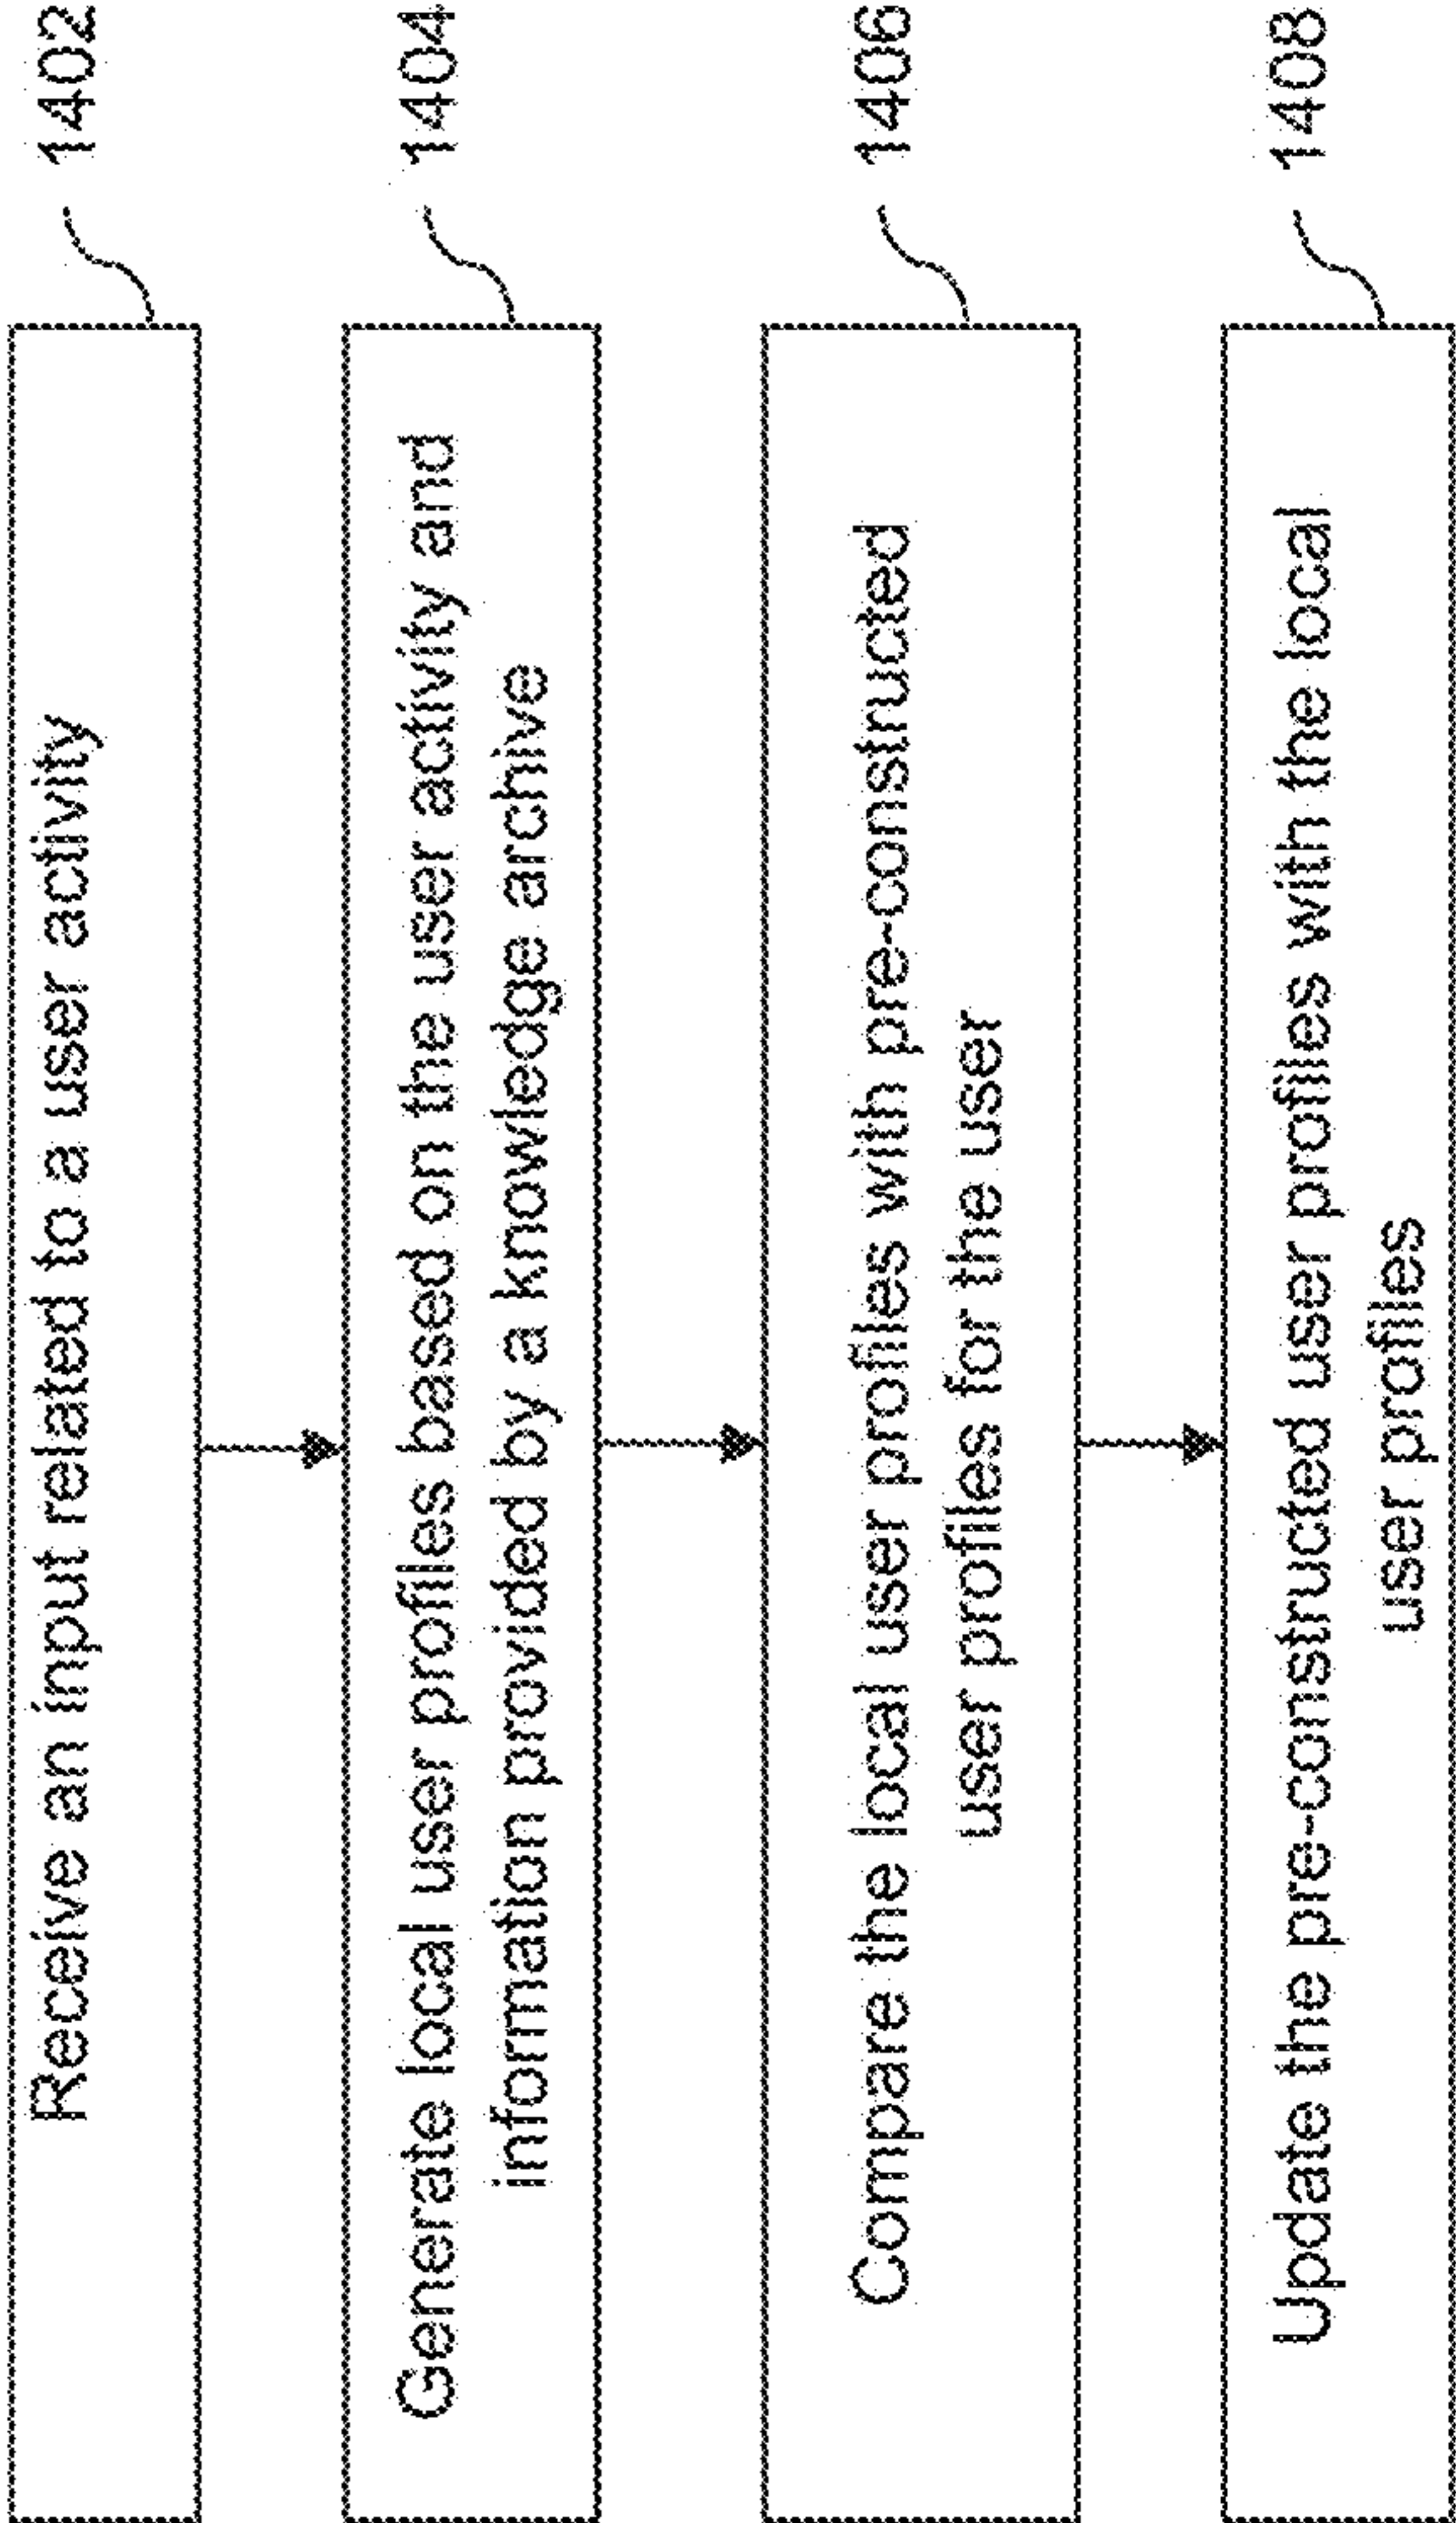 Receive an input related to a user activity
1402
Generate local user profiles based on the user activity and
information provided by a knowledge archive
1404
Compare the local user profiles with pre-constructed
user profiles for the user
1406
Update the pre-constructed user profiles with the local
user profiles
1408